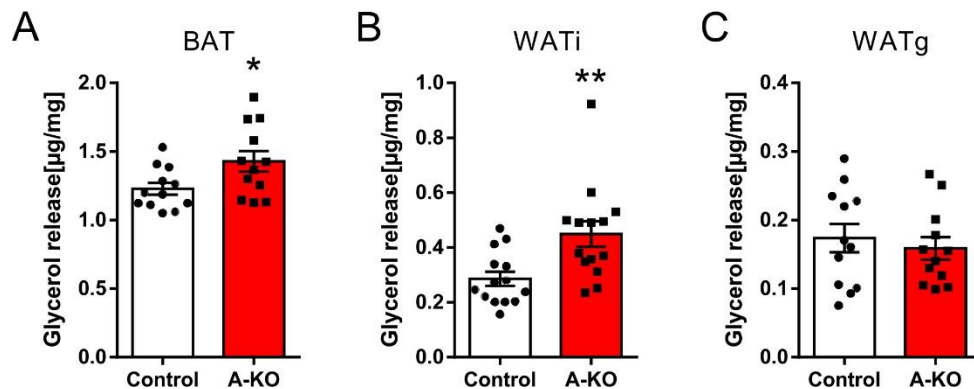 A
BAT
*
Glycerol release[µg/mg]
2.0
1.5
1.0
0.5
0.0
Control A-KO
B
WATi
**
Glycerol release[µg/mg]
1.0
0.8
0.6
0.4
0.2
0.0
Control A-KO
C
WATg
Glycerol release[µg/mg]
0.4
0.3
0.2
0.1
0.0
Control A-KO